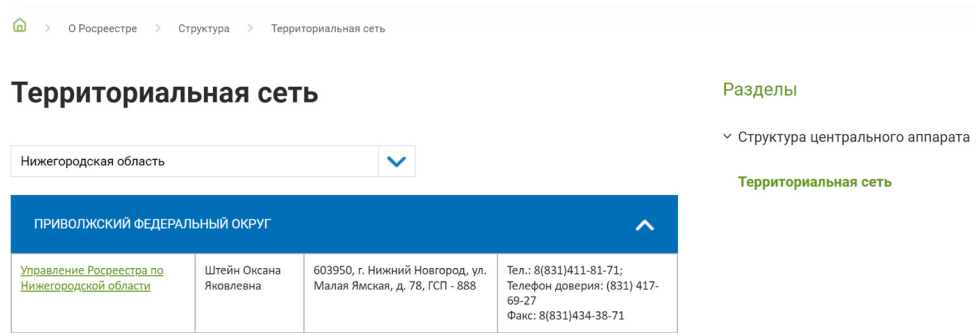 О Росреестре > Структура > Территориальная сеть
Территориальная сеть
Нижегородская область
ПРИВОЛЖСКИЙ ФЕДЕРАЛЬНЫЙ ОКРУГ
Управление Росреестра по
Нижегородской области
Штейн Оксана
Яковлевна
603950, г. Нижний Новгород, ул.
Малая Ямская, д. 78, ГСП - 888
Тел.: 8(831)411-81-71;
Телефон доверия: (831) 417-
69-27
Факс: 8(831)434-38-71
Разделы
Структура центрального аппарата
Территориальная сеть